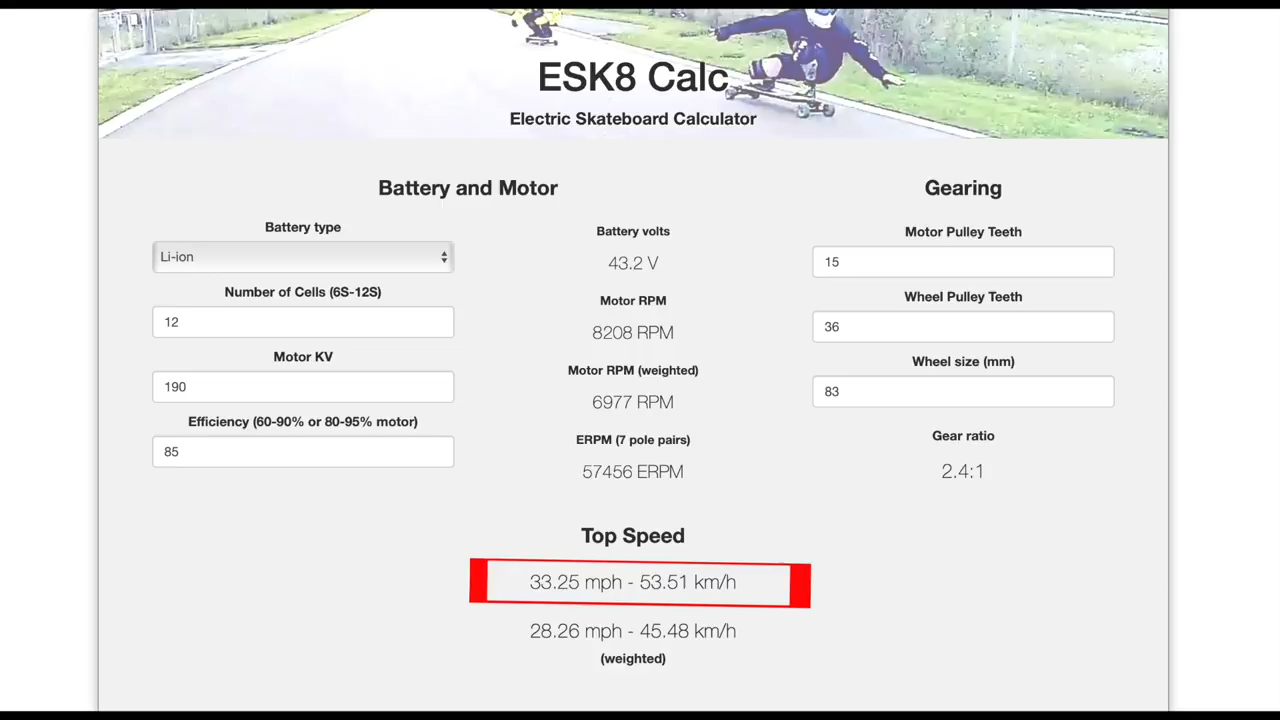 ESK8 Calc
Electric Skateboard Calculator
Battery and Motor
Battery type
Li-ion
Number of Cells (6S-12S)
12
Motor KV
190
Efficiency (60-90% or 80-95% motor)
85
Battery volts
43.2 V
Motor RPM
8208 RPM
Motor RPM (weighted)
6977 RPM
ERPM (7 pole pairs)
57456 ERPM
Gearing
Motor Pulley Teeth
15
Wheel Pulley Teeth
36
Wheel size (mm)
83
Gear ratio
2.4:1
Top Speed
33.25 mph - 53.51 km/h
28.26 mph - 45.48 km/h
(weighted)